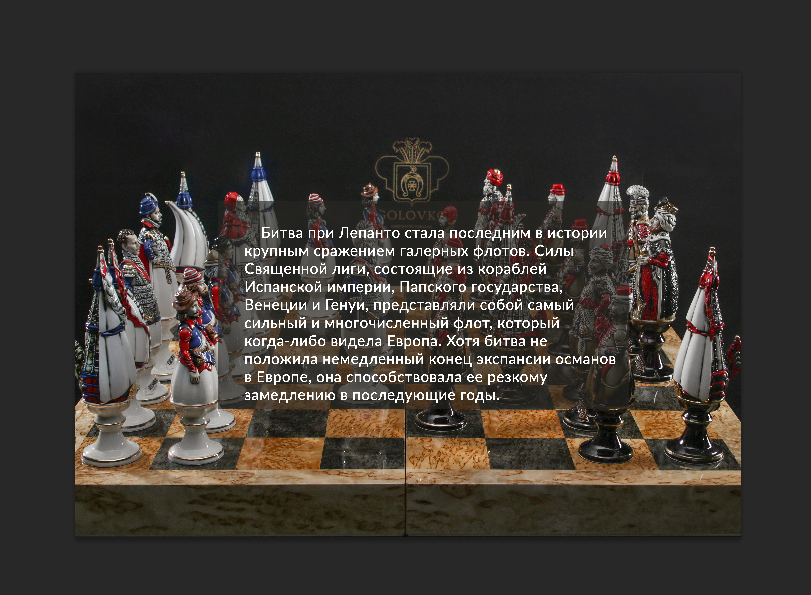 SOLOVKO
Битва при Лепанто стала последним в истории
крупным сражением галерных флотов. Силы
Священной лиги, состоящие из кораблей
Испанской империи, Папского государства,
Венеции и Генуи, представляли собой самый
сильный и многочисленный флот, который
когда-либо видела Европа. Хотя битва не
положила немедленный конец экспансии османов
в Европе, она способствовала ее резкому
замедлению в последующие годы.